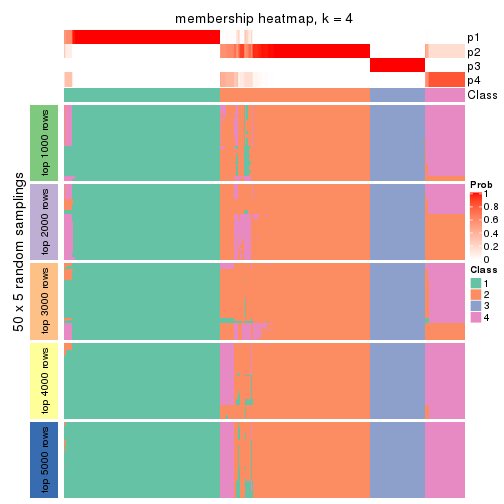 membership heatmap, k = 4
p1
p2
p3
p4
Class
50 x 5 random samplings
top 1000 rows
top 2000 rows
top 3000 rows
top 4000 rows
top 5000 rows
Prob
1
0.8
0.6
0.4
0.2
0
Class
1
2
3
4